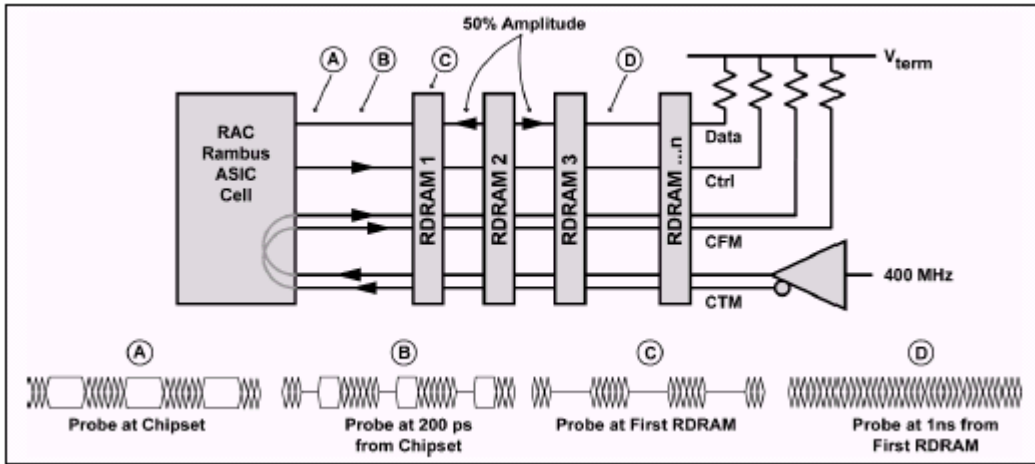 50% Amplitude
A
B
C
D
V term
RAC
Rambus
ASIC
Cell
RDRAM 1
RDRAM 2
RDRAM 3
RDRAM ...n
Data
Ctrl
CFM
CTM
400 MHz
A
B
C
D
Probe at Chipset
Probe at 200 ps
from Chipset
Probe at First RDRAM
Probe at 1ns from
First RDRAM